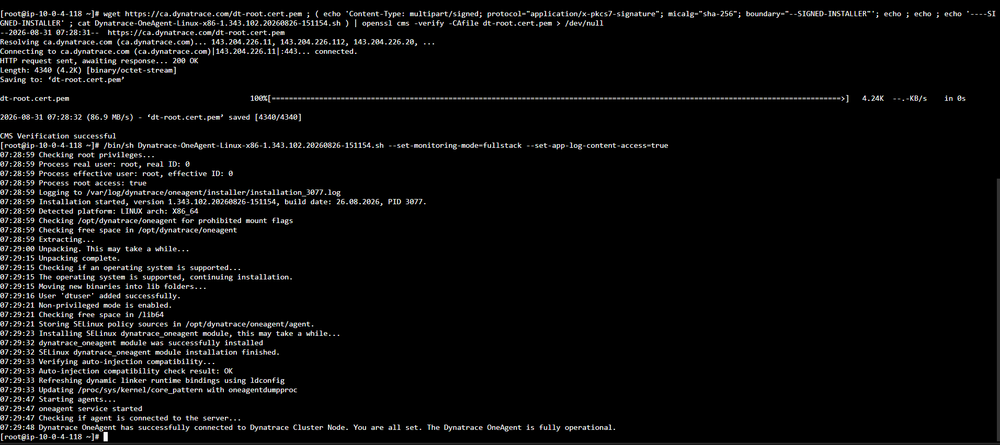 [root@ip-10-0-4-118 ~]# wget https://ca.dynatrace.com/dt-root.cert.pem ; ( echo 'Content-Type: multipart/signed; protocol="application/x-pkcs7-signature"; micalg="sha-256"; boundary="--SIGNED-INSTALLER"'; echo ; echo ; echo '----SI
GNED-INSTALLER' ; cat Dynatrace-OneAgent-Linux-x86-1.343.102.20260826-151154.sh ) | openssl cms -verify -CAfile dt-root.cert.pem > /dev/null
--2026-08-31 07:28:31--  https://ca.dynatrace.com/dt-root.cert.pem
Resolving ca.dynatrace.com (ca.dynatrace.com)... 143.204.226.11, 143.204.226.112, 143.204.226.20, ...
Connecting to ca.dynatrace.com (ca.dynatrace.com)|143.204.226.11|:443... connected.
HTTP request sent, awaiting response... 200 OK
Length: 4340 (4.2K) [binary/octet-stream]
Saving to: ‘dt-root.cert.pem’
dt-root.cert.pem 100%[====================================================================================================================================>] 4.24K --.-KB/s in 0s
2026-08-31 07:28:32 (86.9 MB/s) - ‘dt-root.cert.pem’ saved [4340/4340]
CMS Verification successful
[root@ip-10-0-4-118 ~]# /bin/sh Dynatrace-OneAgent-Linux-x86-1.343.102.20260826-151154.sh --set-monitoring-mode=fullstack --set-app-log-content-access=true
07:28:59 Checking root privileges...
07:28:59 Process real user: root, real ID: 0
07:28:59 Process effective user: root, effective ID: 0
07:28:59 Process root access: true
07:28:59 Logging to /var/log/dynatrace/oneagent/installer/installation_3077.log
07:28:59 Installation started, version 1.343.102.20260826-151154, build date: 26.08.2026, PID 3077.
07:28:59 Detected platform: LINUX arch: X86_64
07:28:59 Checking /opt/dynatrace/oneagent for prohibited mount flags
07:28:59 Checking free space in /opt/dynatrace/oneagent
07:28:59 Extracting...
07:29:00 Unpacking. This may take a while...
07:29:15 Unpacking complete.
07:29:15 Checking if an operating system is supported...
07:29:15 The operating system is supported, continuing installation.
07:29:15 Moving new binaries into lib folders...
07:29:16 User 'dtuser' added successfully.
07:29:21 Non-privileged mode is enabled.
07:29:21 Checking free space in /lib64
07:29:21 Storing SELinux policy sources in /opt/dynatrace/oneagent/agent.
07:29:23 Installing SELinux dynatrace_oneagent module, this may take a while...
07:29:32 dynatrace_oneagent module was successfully installed
07:29:32 SELinux dynatrace_oneagent module installation finished.
07:29:33 Verifying auto-injection compatibility...
07:29:33 Auto-injection compatibility check result: OK
07:29:33 Refreshing dynamic linker runtime bindings using ldconfig
07:29:33 Updating /proc/sys/kernel/core_pattern with oneagentdumpproc
07:29:47 Starting agents...
07:29:47 oneagent service started
07:29:47 Checking if agent is connected to the server...
07:29:48 Dynatrace OneAgent has successfully connected to Dynatrace Cluster Node. You are all set. The Dynatrace OneAgent is fully operational.
[root@ip-10-0-4-118 ~]#